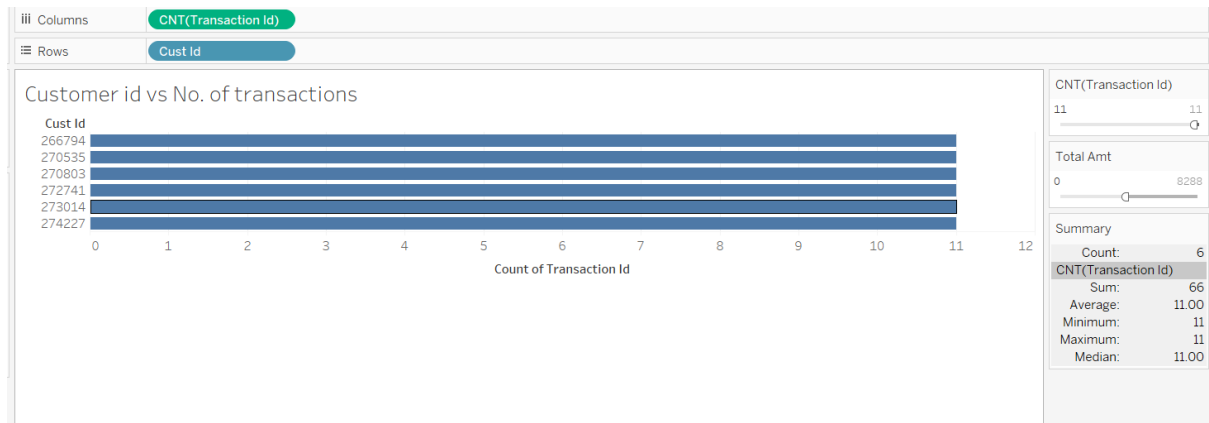 Columns
CNT(Transaction Id)
Rows
Cust Id
Customer id vs No. of transactions
Cust Id
266794
270535
270803
272741
273014
274227
0 1 2 3 4 5 6 7 8 9 10 11 12
Count of Transaction Id
CNT(Transaction Id)
11 11
Total Amt
0 8288
Summary
Count: 6
CNT(Transaction Id)
Sum: 66
Average: 11.00
Minimum: 11
Maximum: 11
Median: 11.00